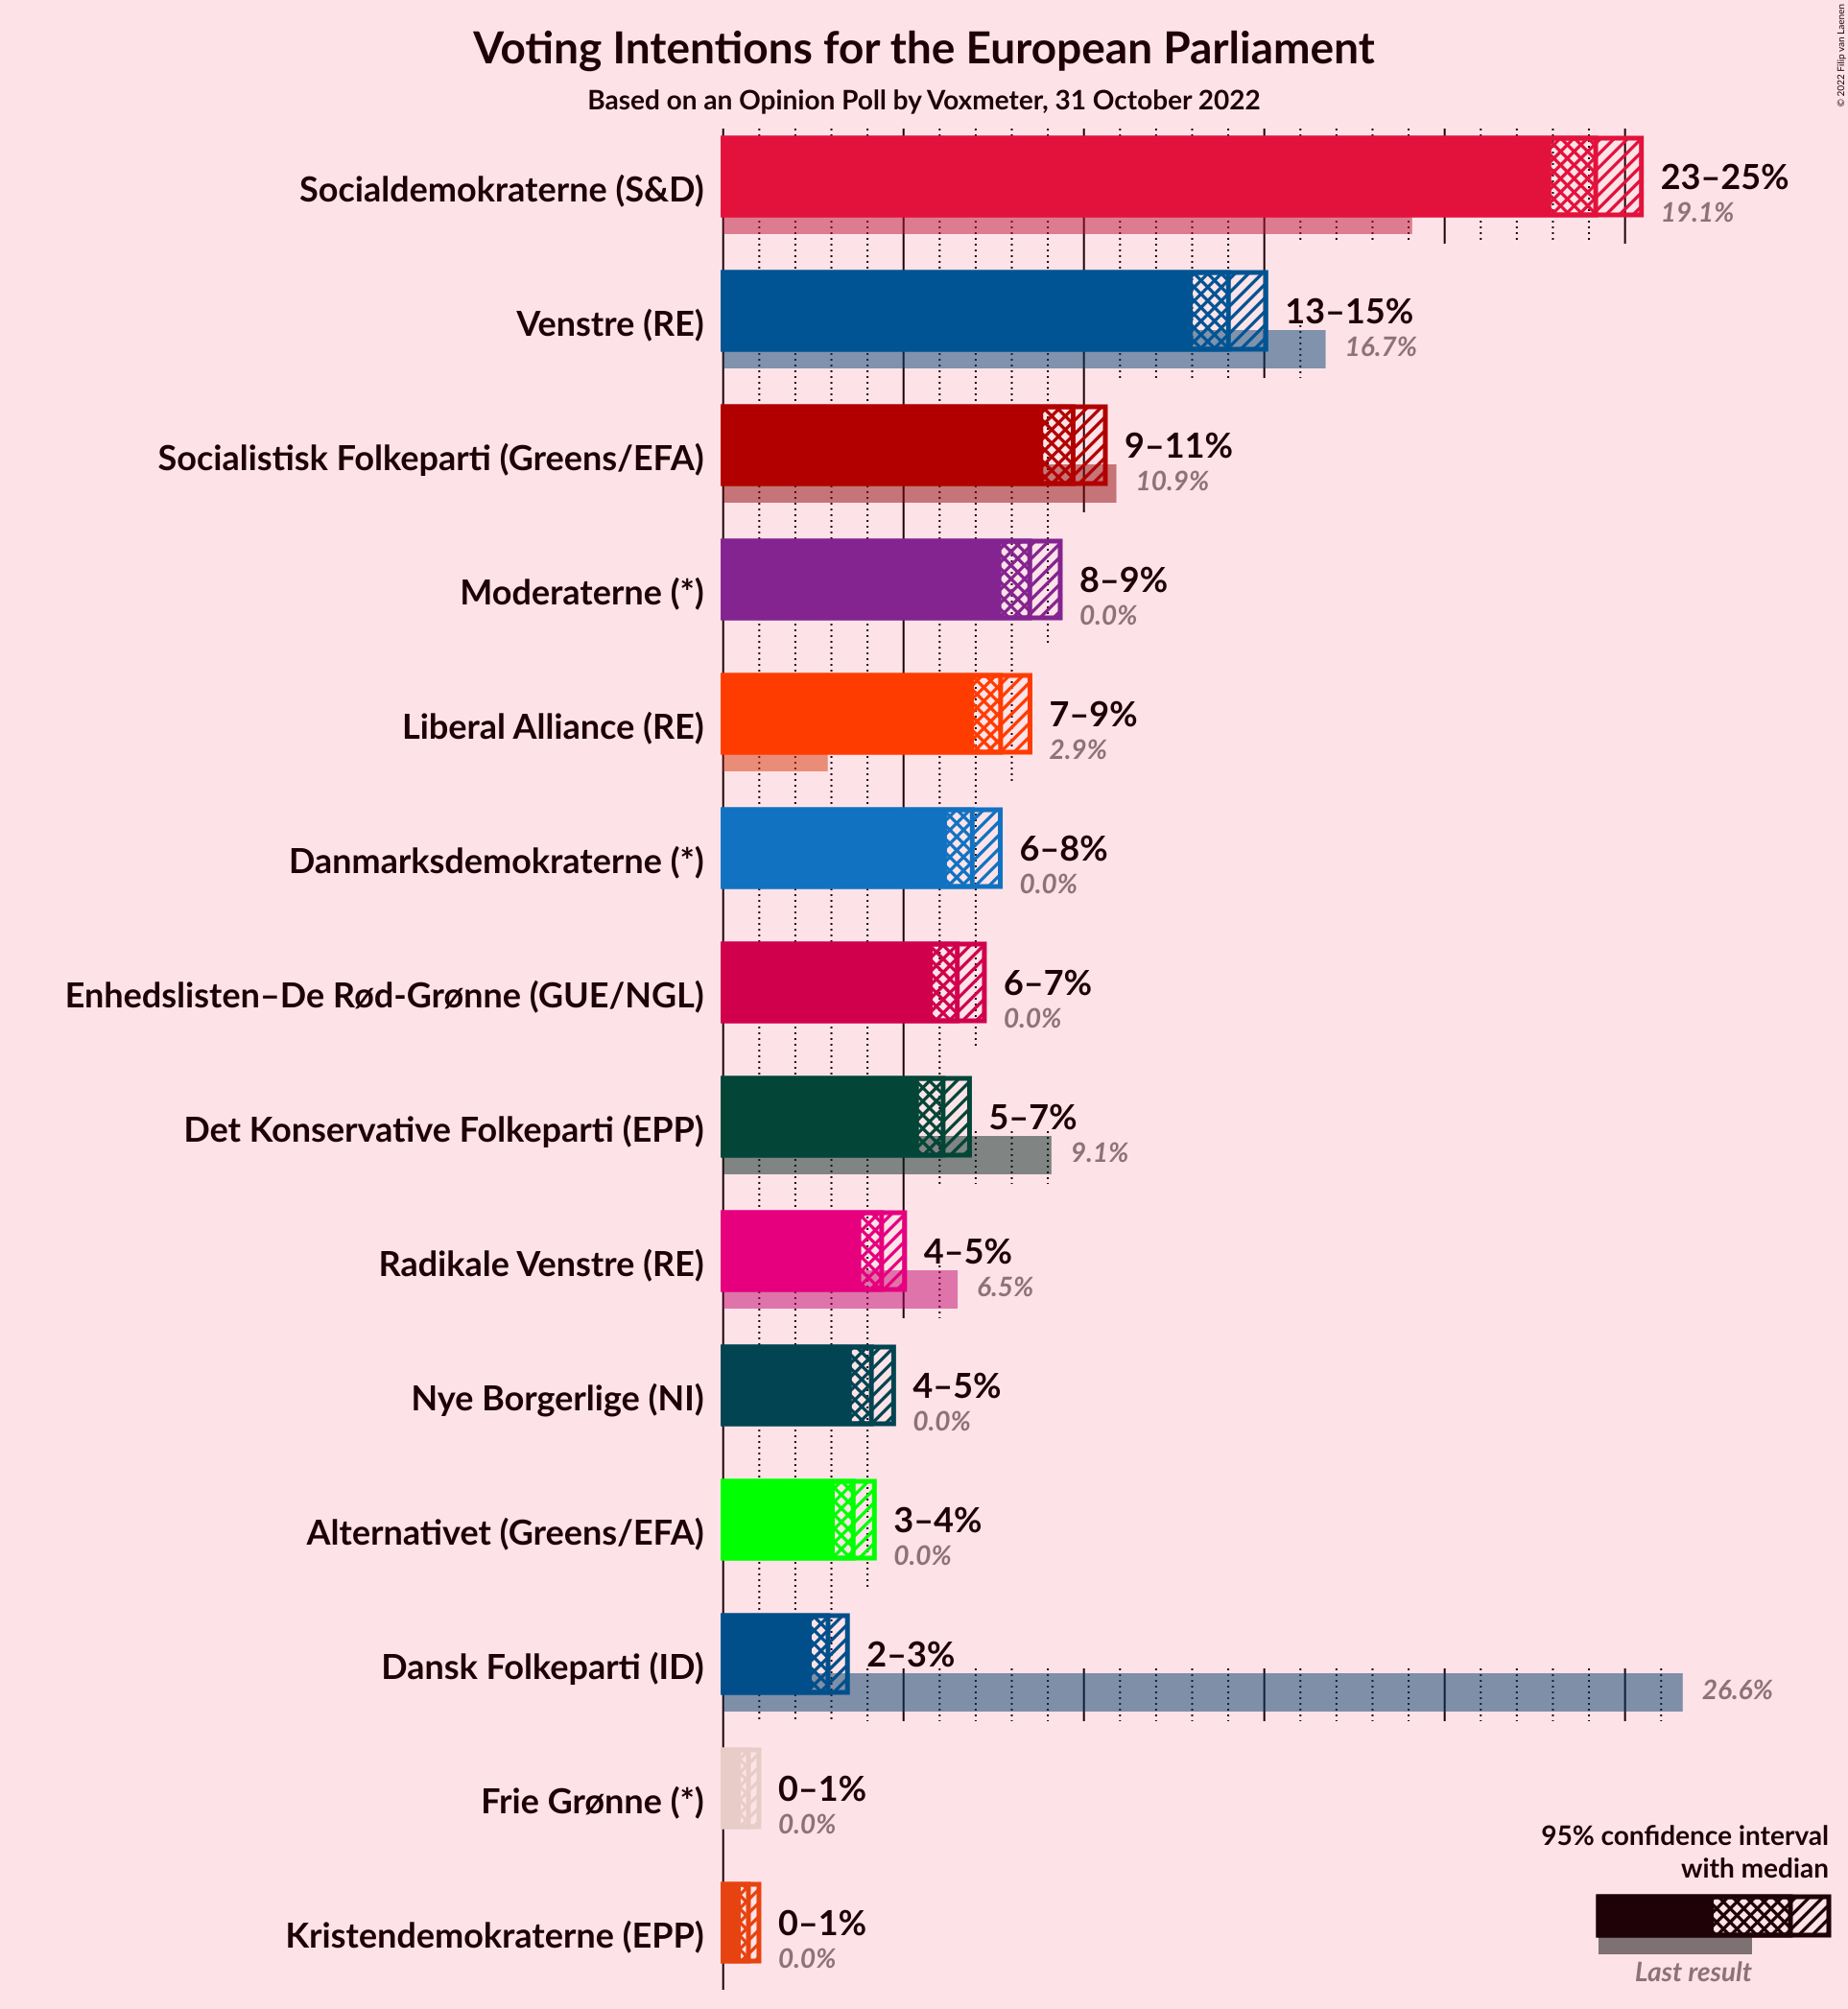 Voting Intentions for the European Parliament
Based on an Opinion Poll by Voxmeter, 31 October 2022
© 2022 Filip van Laenen
Socialdemokraterne (S&D)
23–25%
19.1%
Venstre (RE)
13–15%
16.7%
Socialistisk Folkeparti (Greens/EFA)
9–11%
10.9%
Moderaterne (*)
8–9%
0.0%
Liberal Alliance (RE)
7–9%
2.9%
Danmarksdemokraterne (*)
6–8%
0.0%
Enhedslisten–De Rød-Grønne (GUE/NGL)
6–7%
0.0%
Det Konservative Folkeparti (EPP)
5–7%
9.1%
Radikale Venstre (RE)
4–5%
6.5%
Nye Borgerlige (NI)
4–5%
0.0%
Alternativet (Greens/EFA)
3–4%
0.0%
Dansk Folkeparti (ID)
2–3%
26.6%
Frie Grønne (*)
0–1%
0.0%
Kristendemokraterne (EPP)
0–1%
0.0%
95% confidence interval
with median
Last result